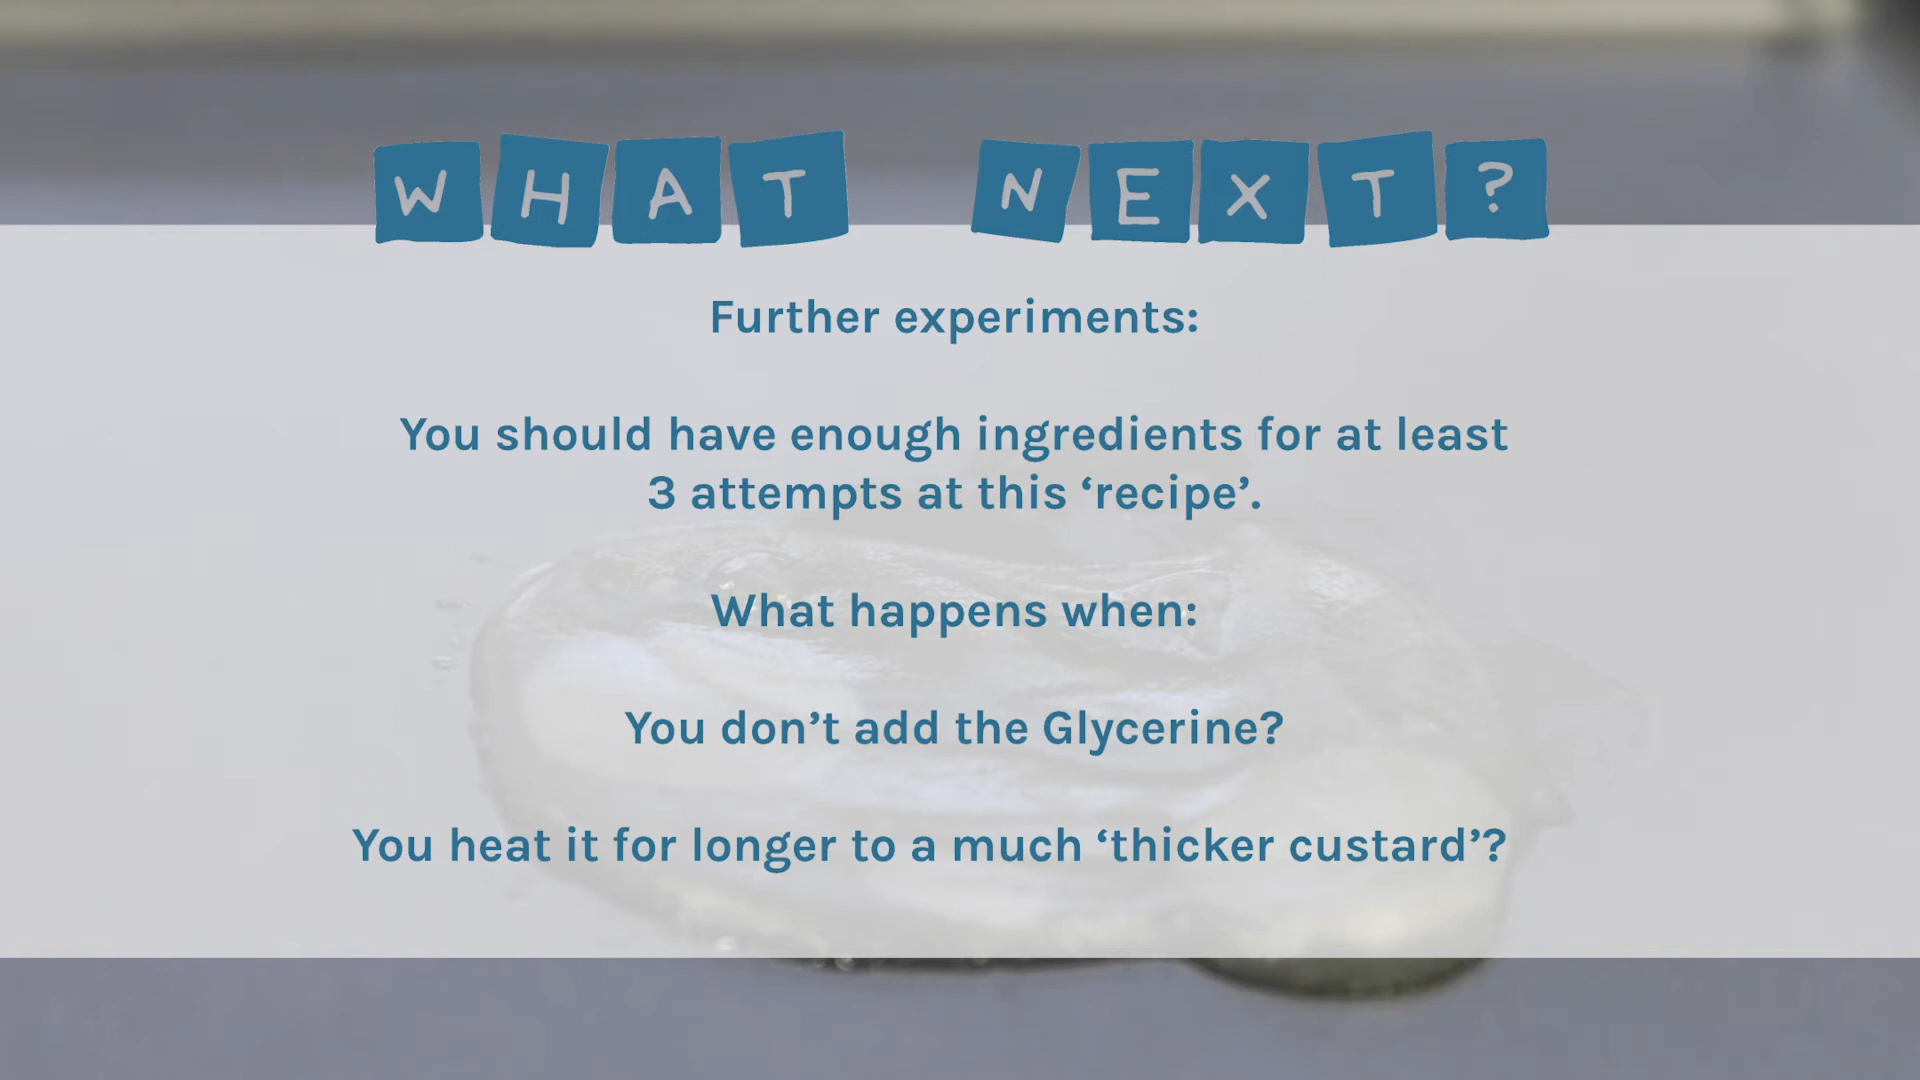 WHAT NEXT?
Further experiments:
You should have enough ingredients for at least
3 attempts at this ‘recipe’.
What happens when:
You don’t add the Glycerine?
You heat it for longer to a much ‘thicker custard’?